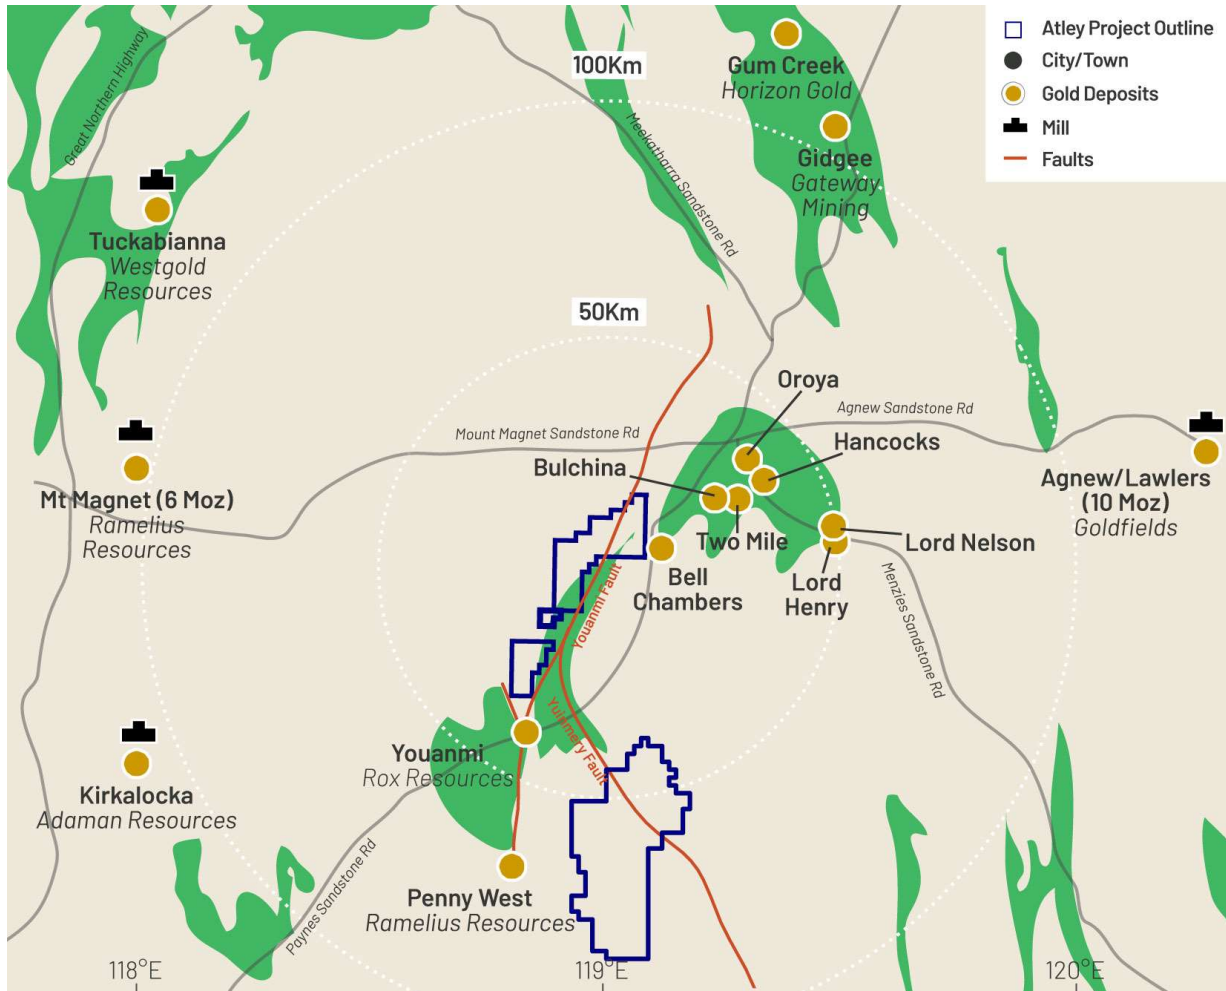 Atley Project Outline
City/Town
Gold Deposits
Mill
Faults
100Km
Gum Creek
Horizon Gold
Great Northern Highway
Meekatharra Sandstone Rd
Gidgee
Gateway
Mining
Tuckabianna
Westgold
Resources
50Km
Oroya
Agnew Sandstone Rd
Mount Magnet Sandstone Rd
Hancocks
Bulchina
Agnew/Lawlers
(10 Moz)
Goldfields
Mt Magnet (6 Moz)
Ramelius
Resources
Two Mile
Lord Nelson
Bell
Chambers
Lord
Henry
Youanmi Fault
Menzies Sandstone Rd
Yuinmery Fault
Youanmi
Rox Resources
Kirkalocka
Adaman Resources
Paynes Sandstone Rd
Penny West
Ramelius Resources
118°E
119°E
120°E